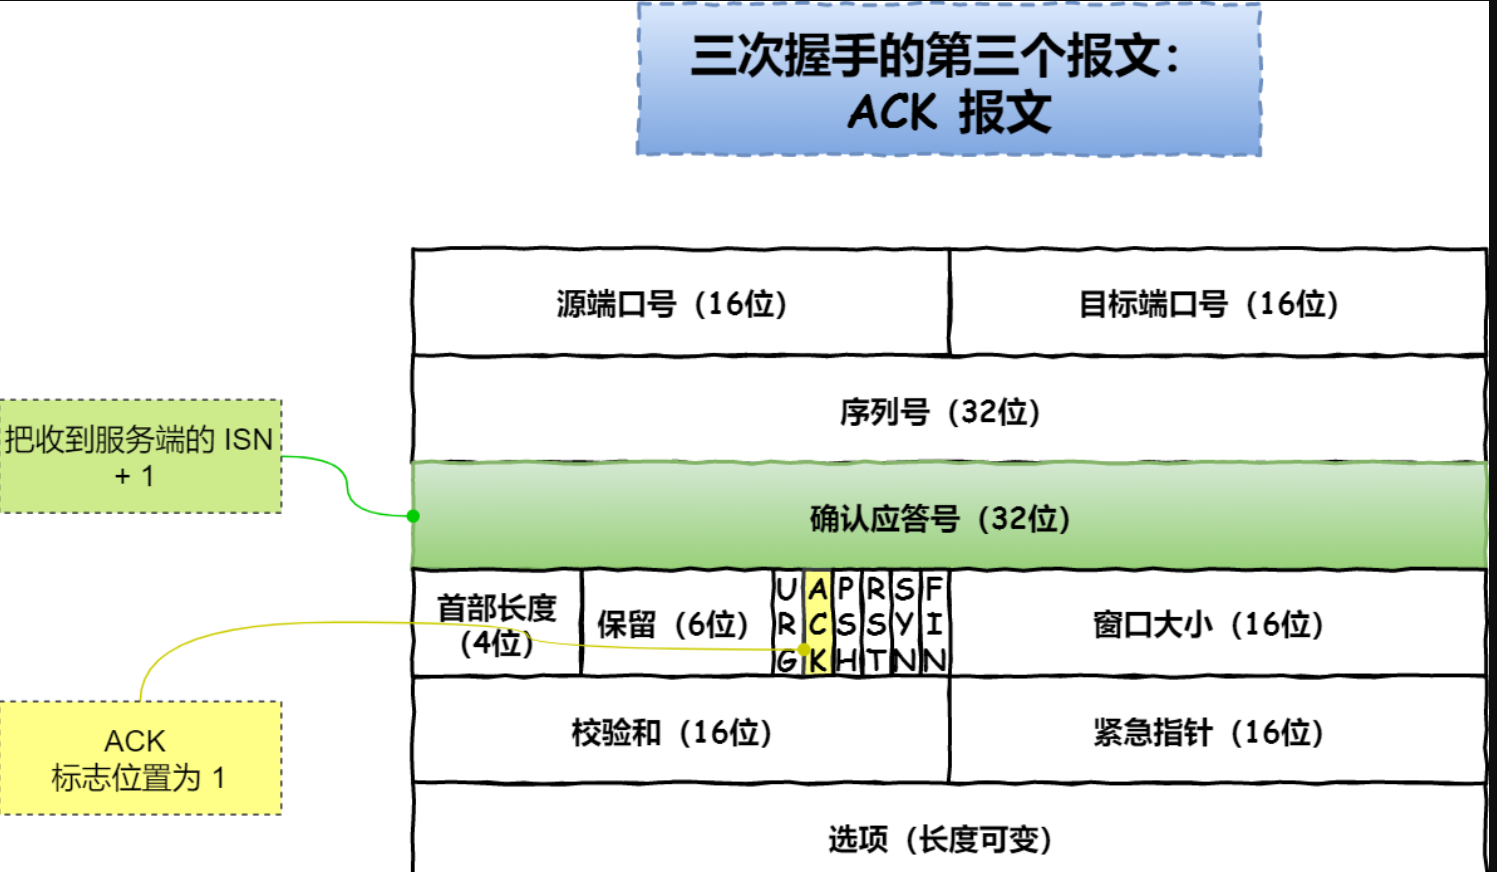 三次握手的第三个报文：
ACK 报文
源端口号（16位）
目标端口号（16位）
序列号（32位）
把收到服务端的 ISN
+ 1
确认应答号（32位）
首部长度
（4位）
保留（6位）
URG
ACK
PSH
RST
SYN
FIN
窗口大小（16位）
ACK
标志位置为 1
校验和（16位）
紧急指针（16位）
选项（长度可变）